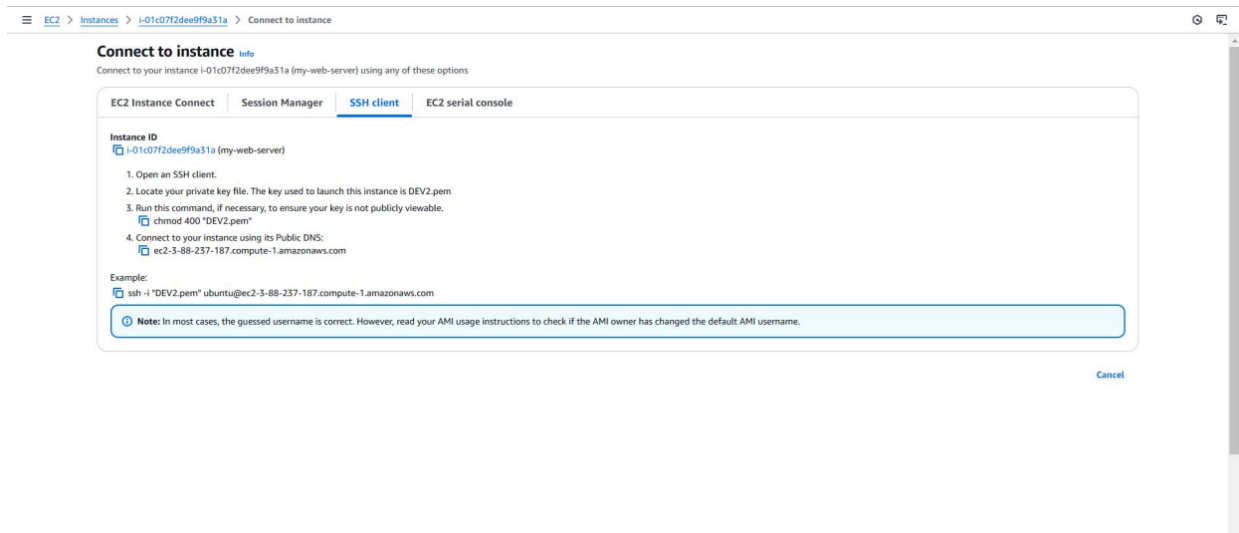 EC2 > Instances > i-01c07f2dee9f9a31a > Connect to instance
Connect to instance Info
Connect to your instance i-01c07f2dee9f9a31a (my-web-server) using any of these options
EC2 Instance Connect Session Manager SSH client EC2 serial console
Instance ID
i-01c07f2dee9f9a31a (my-web-server)
1. Open an SSH client.
2. Locate your private key file. The key used to launch this instance is DEV2.pem
3. Run this command, if necessary, to ensure your key is not publicly viewable.
chmod 400 "DEV2.pem"
4. Connect to your instance using its Public DNS:
ec2-3-88-237-187.compute-1.amazonaws.com
Example:
ssh -i "DEV2.pem" ubuntu@ec2-3-88-237-187.compute-1.amazonaws.com
Note: In most cases, the guessed username is correct. However, read your AMI usage instructions to check if the AMI owner has changed the default AMI username.
Cancel